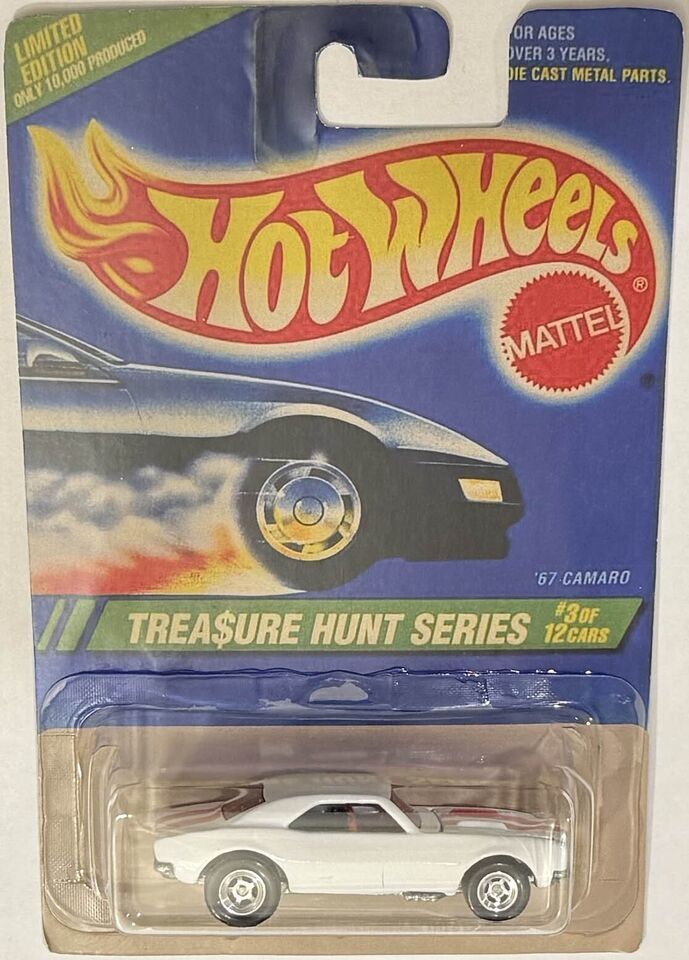 LIMITED
EDITION
ONLY 10,000 PRODUCED
OR AGES
OVER 3 YEARS.
DIE CAST METAL PARTS.
HOT WHEELS ®
MATTEL
'67 CAMARO
TREA$URE HUNT SERIES
#3 OF
12 CARS